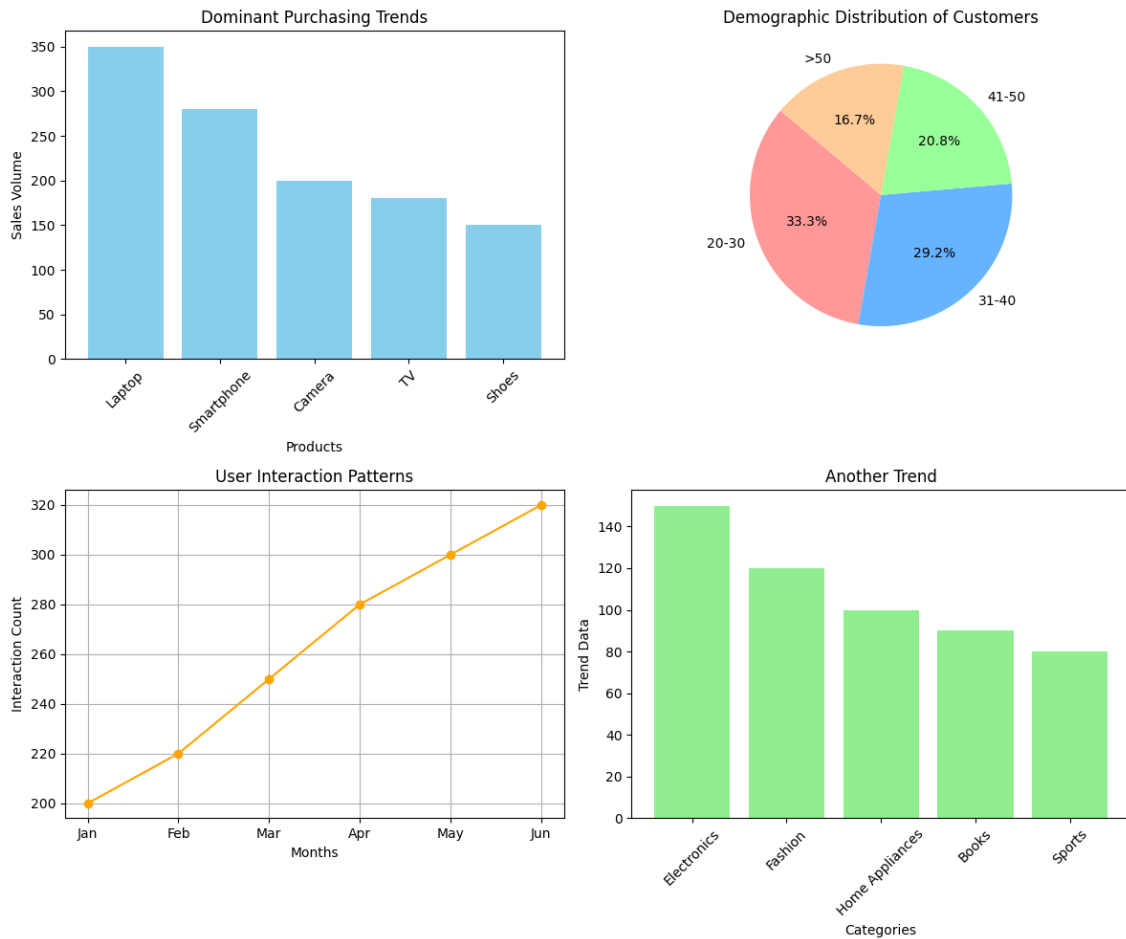 Dominant Purchasing Trends
Sales Volume
350
300
250
200
150
100
50
0
Laptop
Smartphone
Camera
TV
Shoes
Products
Demographic Distribution of Customers
>50
16.7%
41-50
20.8%
20-30
33.3%
29.2%
31-40
User Interaction Patterns
Interaction Count
320
300
280
260
240
220
200
Jan
Feb
Mar
Apr
May
Jun
Months
Another Trend
Trend Data
140
120
100
80
60
40
20
0
Electronics
Fashion
Home Appliances
Books
Sports
Categories